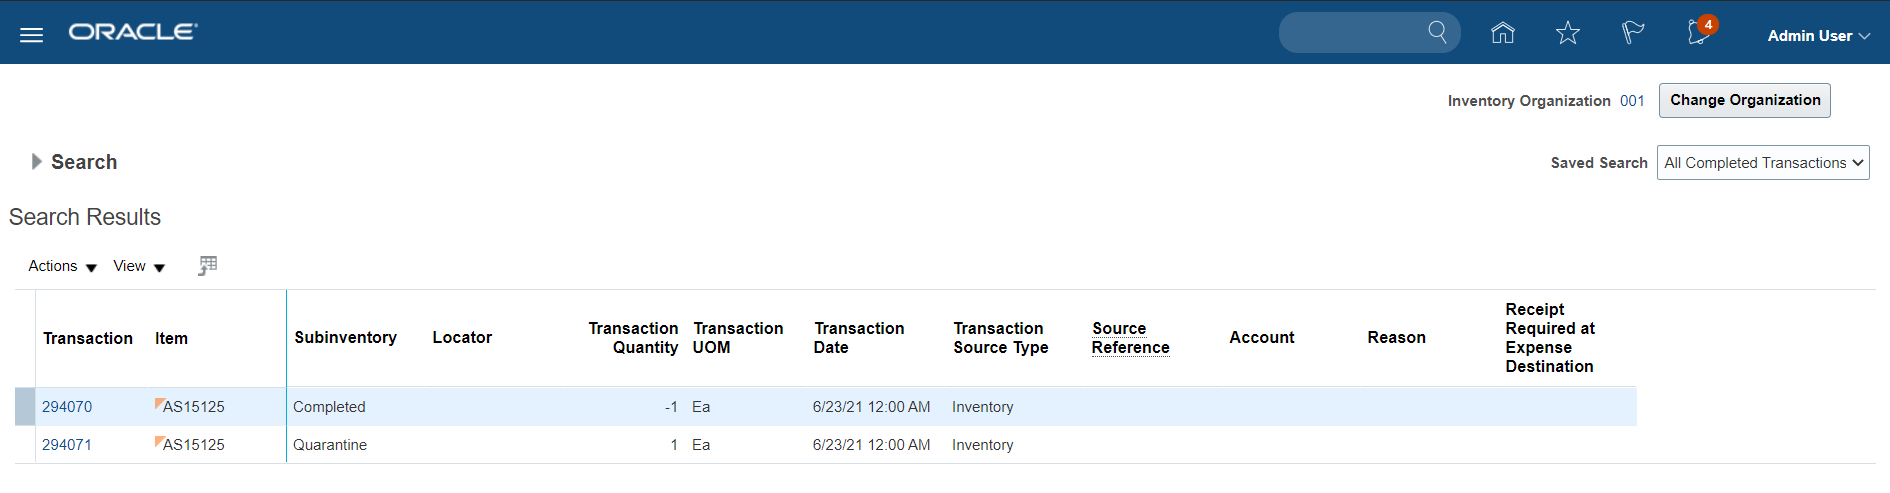 ORACLE
4
Admin User
Inventory Organization 001 Change Organization
Search
Saved Search All Completed Transactions
Search Results
Actions View
Transaction Item Subinventory Locator Transaction Quantity Transaction UOM Transaction Date Transaction Source Type Source Reference Account Reason Receipt Required at Expense Destination
294070 AS15125 Completed -1 Ea 6/23/21 12:00 AM Inventory
294071 AS15125 Quarantine 1 Ea 6/23/21 12:00 AM Inventory